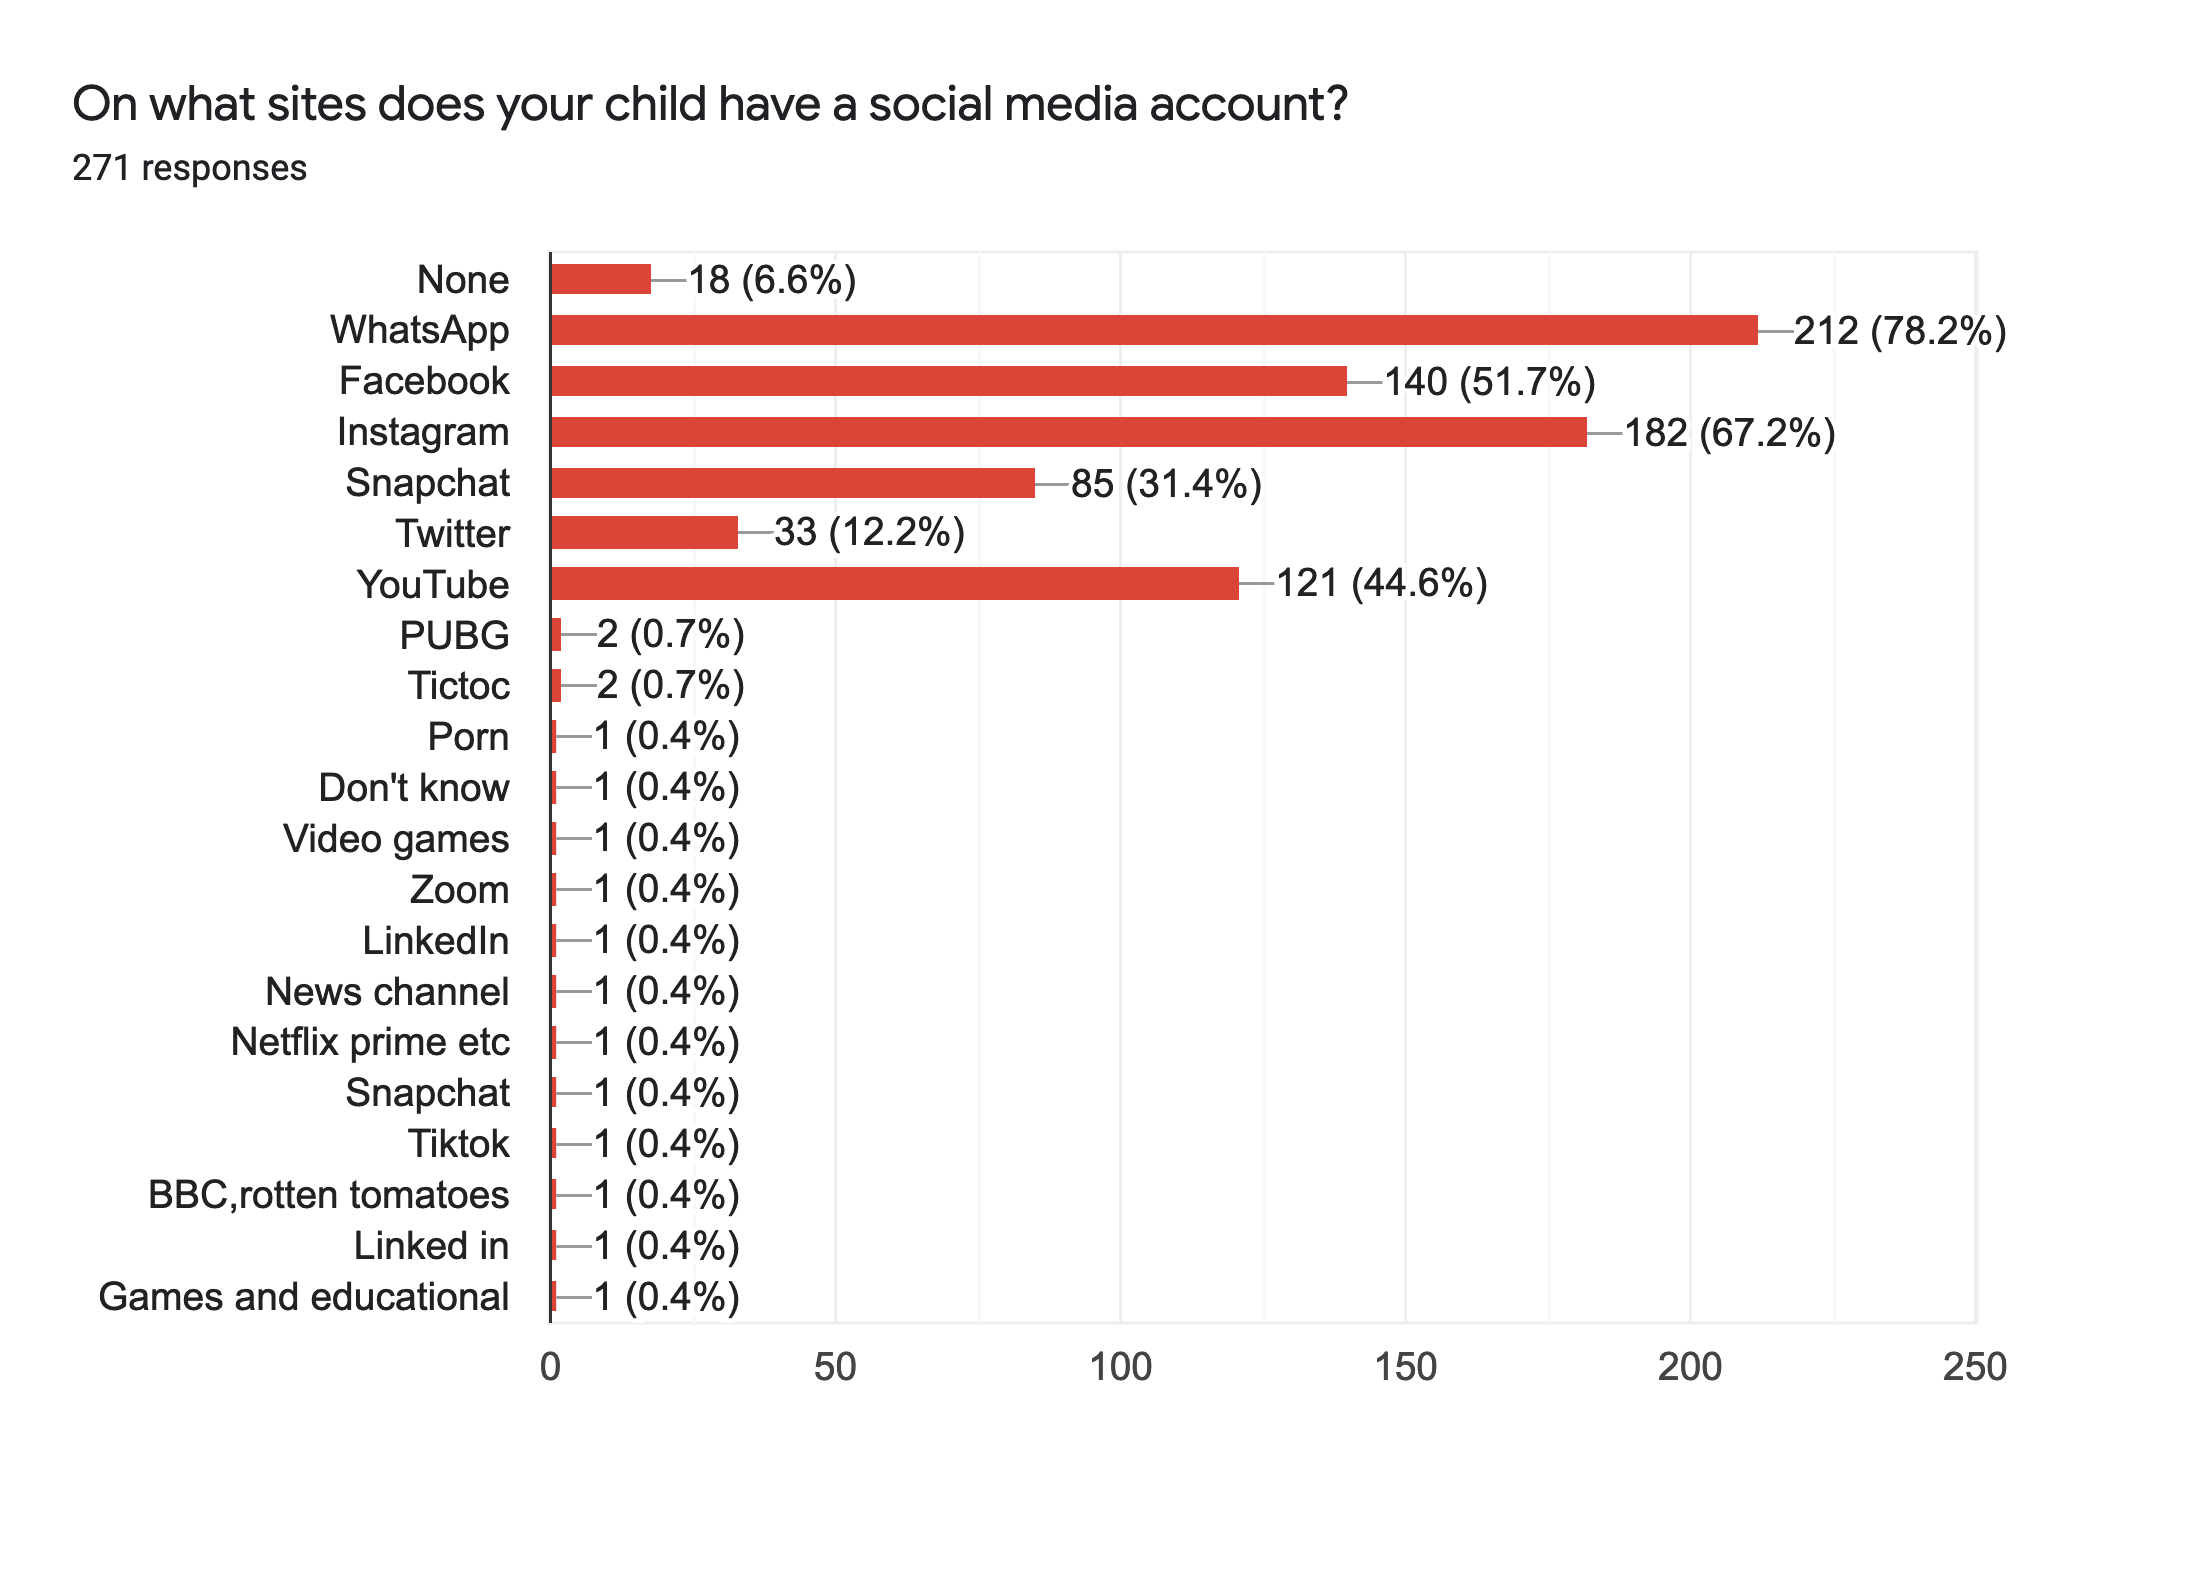 On what sites does your child have a social media account?
271 responses
None 18 (6.6%)
WhatsApp 212 (78.2%)
Facebook 140 (51.7%)
Instagram 182 (67.2%)
Snapchat 85 (31.4%)
Twitter 33 (12.2%)
YouTube 121 (44.6%)
PUBG 2 (0.7%)
Tictoc 2 (0.7%)
Porn 1 (0.4%)
Don't know 1 (0.4%)
Video games 1 (0.4%)
Zoom 1 (0.4%)
LinkedIn 1 (0.4%)
News channel 1 (0.4%)
Netflix prime etc 1 (0.4%)
Snapchat 1 (0.4%)
Tiktok 1 (0.4%)
BBC,rotten tomatoes 1 (0.4%)
Linked in 1 (0.4%)
Games and educational 1 (0.4%)
0 50 100 150 200 250